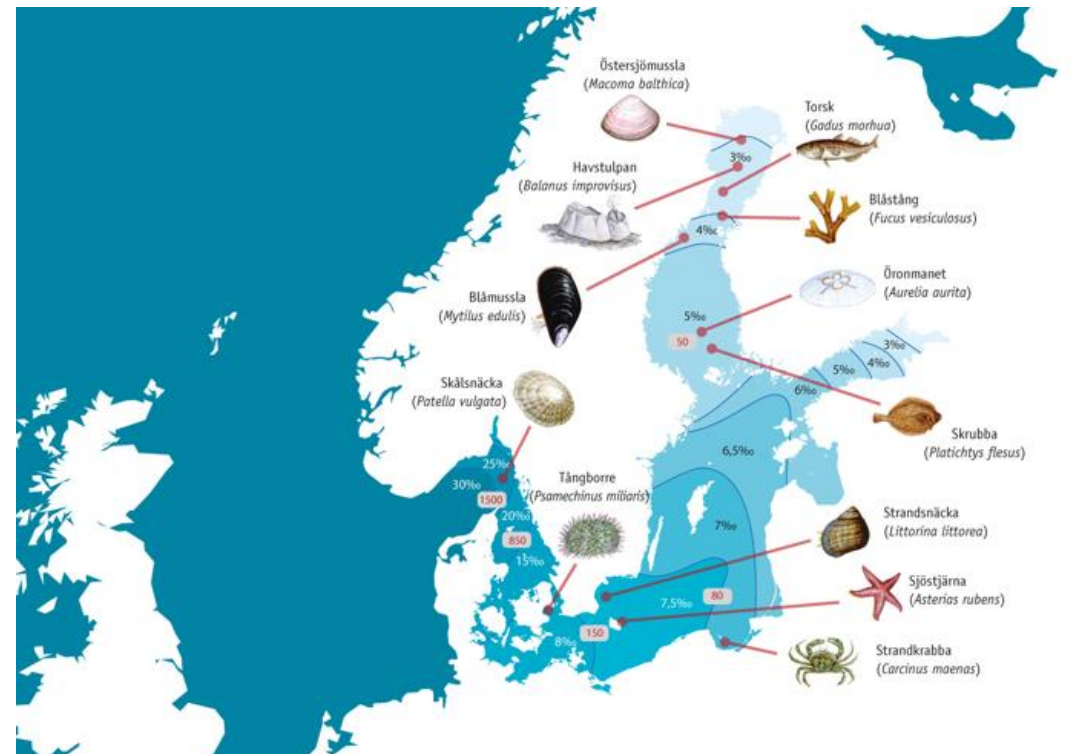 Östersjömussla
(Macoma balthica)
Torsk
(Gadus morhua)
3‰
Havstulpan
(Balanus improvisus)
Blåstång
(Fucus vesiculosus)
4‰
Öronmanet
(Aurelia aurita)
Blåmussla
(Mytilus edulis)
5‰
50
3‰
4‰
5‰
6‰
Skålsnäcka
(Patella vulgata)
Skrubba
(Platichtys flesus)
6,5‰
25‰
30‰
1500
Tångborre
(Psamechinus miliaris)
20‰
850
15‰
7‰
Strandsnäcka
(Littorina littorea)
Sjöstjärna
(Asterias rubens)
7,5‰
80
150
8‰
Strandkrabba
(Carcinus maenas)